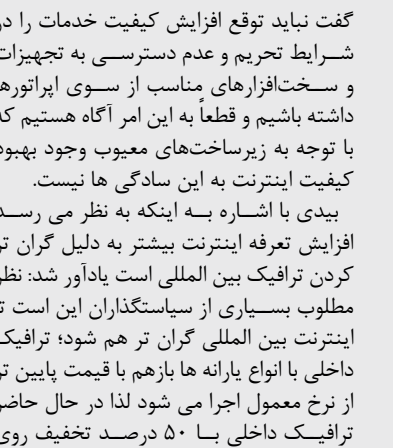 گفت نباید توقع افزایش کیفیت خدمات را در
شرایط تحریم و عدم دسترسی به تجهیزات
و سخت‌افزارهای مناسب از سوی اپراتورها
داشته باشیم و قطعاً به این امر آگاه هستیم که
با توجه به زیرساخت‌های معیوب وجود بهبود
کیفیت اینترنت به این سادگی ها نیست.
بیدی با اشاره به اینکه به نظر می رسد
افزایش تعرفه اینترنت بیشتر به دلیل گران تر
کردن ترافیک بین المللی است یادآور شد: نظر
مطلوب بسیاری از سیاستگذاران این است تا
اینترنت بین المللی گران تر هم شود؛ ترافیک
داخلی با انواع یارانه ها بازهم با قیمت پایین تر
از نرخ معمول اجرا می شود لذا در حال حاضر
ترافیک داخلی با ۵۰ درصد تخفیف روی